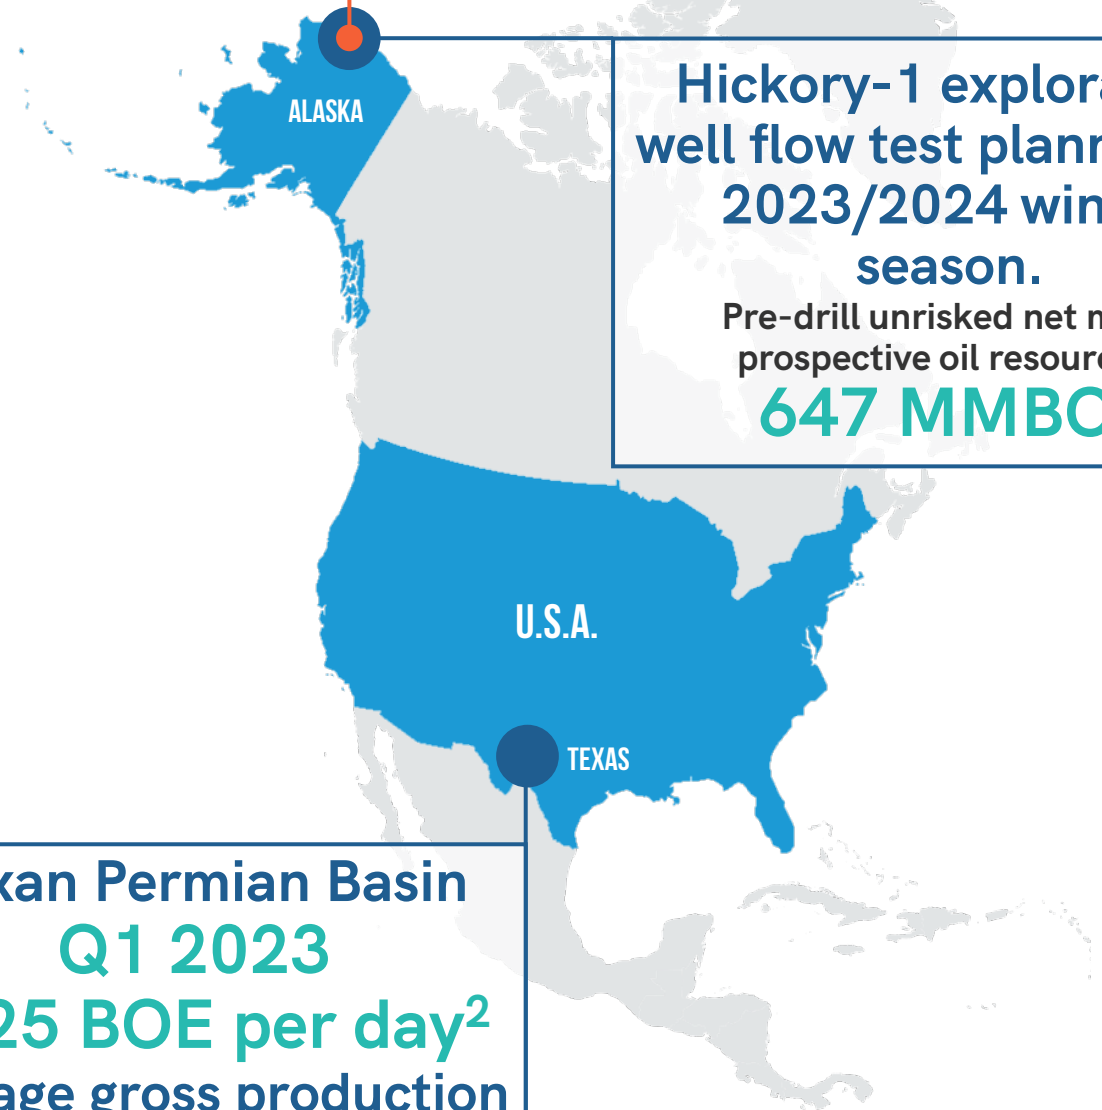 ALASKA
Hickory-1 explora
well flow test plann
2023/2024 win
season.
Pre-drill unrisked net m
prospective oil resour
647 MMBO
U.S.A.
TEXAS
xan Permian Basin
Q1 2023
25 BOE per day²
age gross production